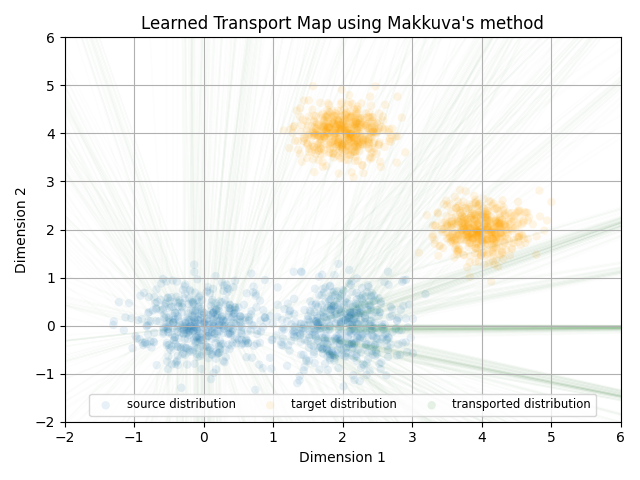 Learned Transport Map using Makkuva's method
6
5
4
3
2
1
0
−1
−2
Dimension 2
source distribution target distribution transported distribution
−2 −1 0 1 2 3 4 5 6
Dimension 1